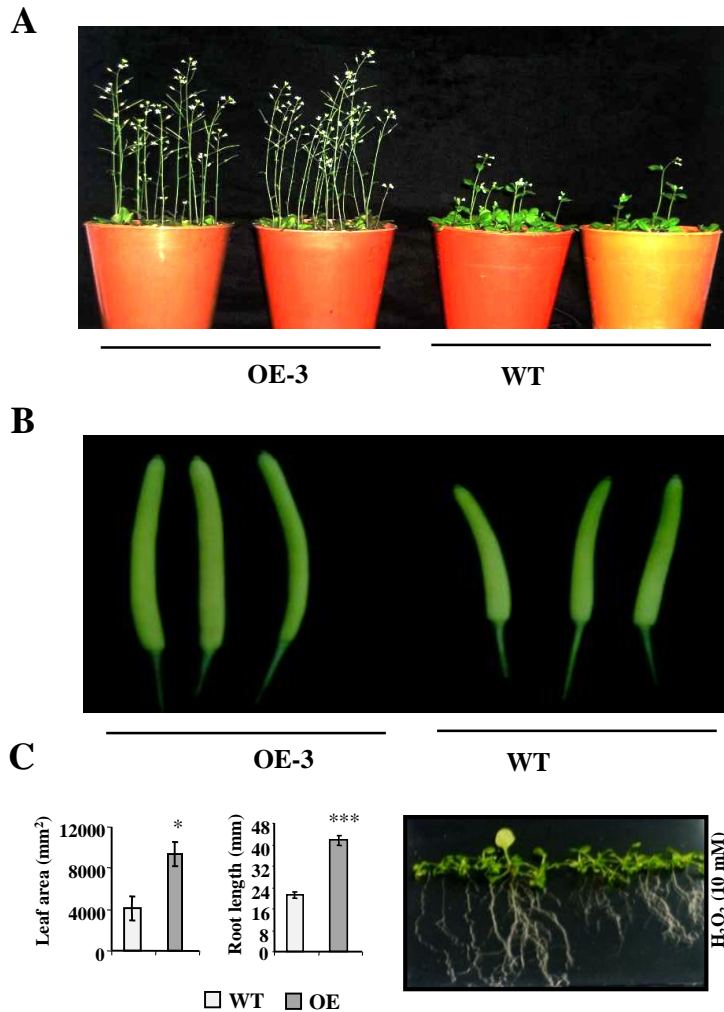 A
OE-3 WT
B
OE-3 WT
C
Leaf area (mm²)
12000
8000
4000
0
*
Root length (mm)
48
40
32
24
16
8
0
***
H₂O₂ (10 mM)
WT OE